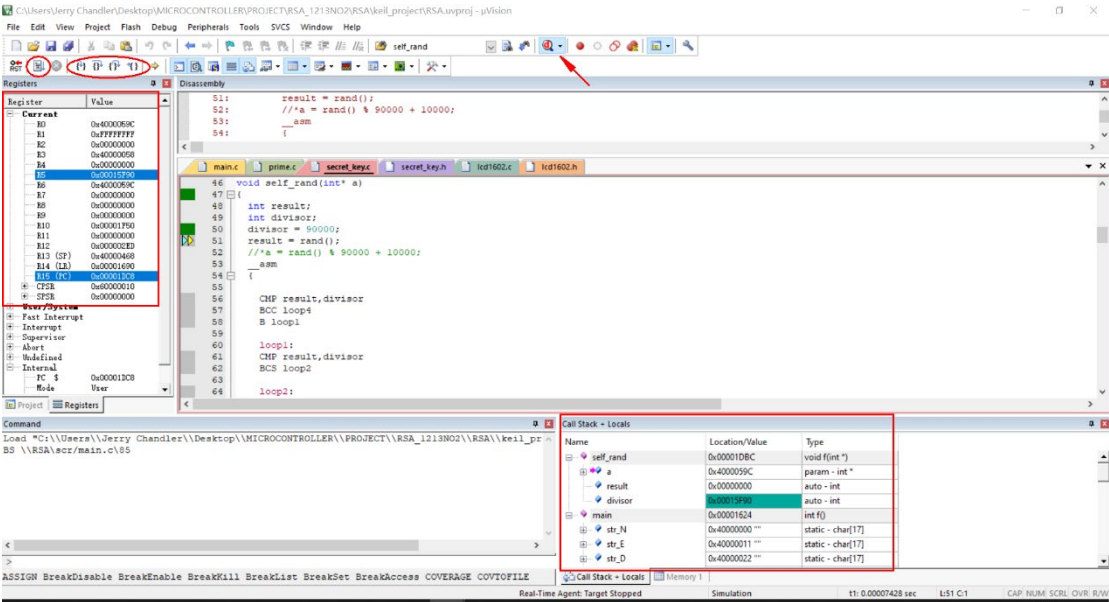 C:\Users\Jerry Chandler\Desktop\MICROCONTROLLER\PROJECT\RSA_1213NO2\RSA\keil_project\RSA.uvproj - µVision
File Edit View Project Flash Debug Peripherals Tools SVCS Window Help
self_rand
RST
Registers
Register Value
Current
R0 0x4000059C
R1 0xFFFFFFFF
R2 0x00000000
R3 0x40000058
R4 0x00000000
R5 0x00015F90
R6 0x4000059C
R7 0x00000000
R8 0x00000000
R9 0x00000000
R10 0x00001F50
R11 0x00000000
R12 0x000002ED
R13 (SP) 0x40000468
R14 (LR) 0x00001690
R15 (PC) 0x00001DC8
CPSR 0x60000010
SPSR 0x00000000
User/System
Fast Interrupt
Interrupt
Supervisor
Abort
Undefined
Internal
PC $ 0x00001DC8
Mode User
Project Registers
Disassembly
51: result = rand();
52: //*a = rand() % 90000 + 10000;
53: __asm
54: {
main.c prime.c secret_key.c secret_key.h lcd1602.c lcd1602.h
46 void self_rand(int* a)
47 {
48 int result;
49 int divisor;
50 divisor = 90000;
51 result = rand();
52 //*a = rand() % 90000 + 10000;
53 __asm
54 {
55
56 CMP result,divisor
57 BCC loop4
58 B loop1
59
60 loop1:
61 CMP result,divisor
62 BCS loop2
63
64 loop2:
Command
Load "C:\\Users\\Jerry Chandler\\Desktop\\MICROCONTROLLER\\PROJECT\\RSA_1213NO2\\RSA\\keil_pr
BS \\RSA\scr/main.c\85
>
ASSIGN BreakDisable BreakEnable BreakKill BreakList BreakSet BreakAccess COVERAGE COVTOFILE
Call Stack + Locals
Name Location/Value Type
self_rand 0x00001DBC void f(int *)
a 0x4000059C param - int *
result 0x00000000 auto - int
divisor 0x00015F90 auto - int
main 0x00001624 int f()
str_N 0x40000000 "" static - char[17]
str_E 0x40000011 "" static - char[17]
str_D 0x40000022 "" static - char[17]
Call Stack + Locals Memory 1
Real-Time Agent: Target Stopped Simulation t1: 0.00007428 sec L:51 C:1 CAP NUM SCRL OVR R/W